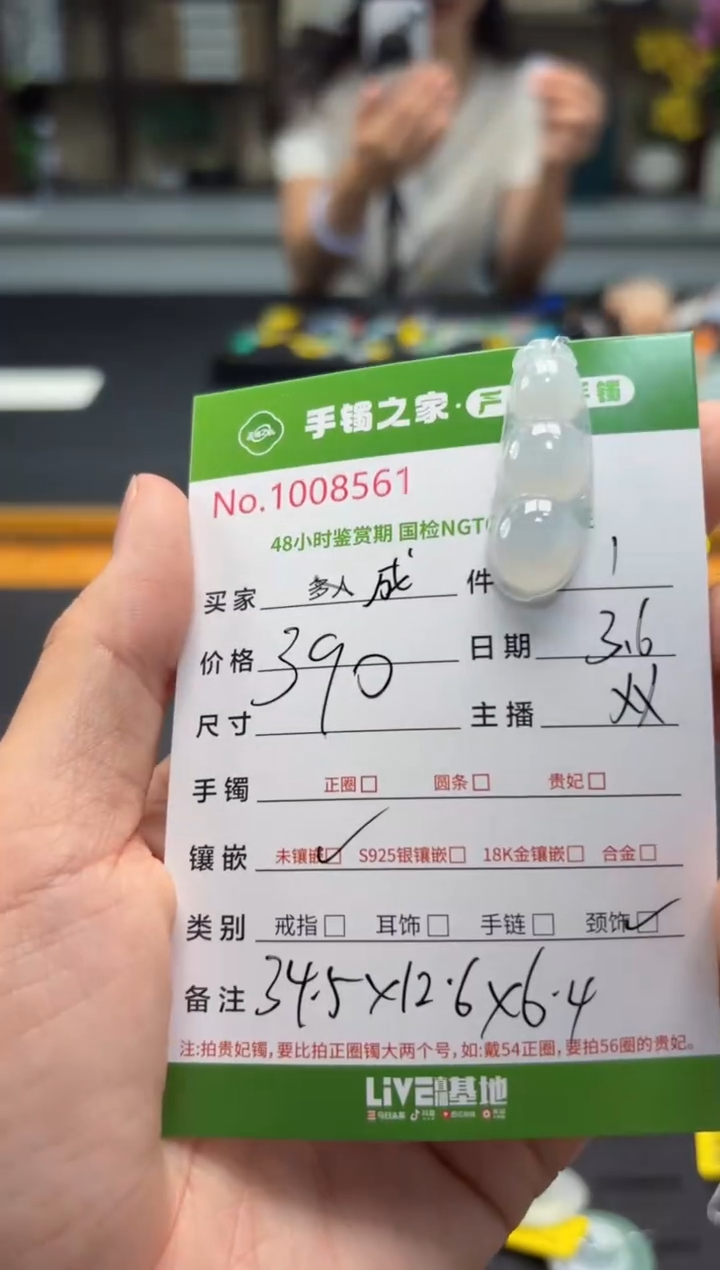 手镯之家·产
手镯
No.1008561
48小时鉴赏期 国检NGT
买家 多人 成 件 1
价格 390 日期 3.6
尺寸 主播 XX
手镯 正圈□ 圆条□ 贵妃□
镶嵌 未镶嵌☑ S925银镶嵌□ 18K金镶嵌□ 合金□
类别 戒指□ 耳饰□ 手链□ 颈饰☑
备注 34.5×12.6×6.4
注:拍贵妃镯,要比拍正圈镯大两个号,如:戴54正圈,要拍56圈的贵妃。
LIVE直播基地